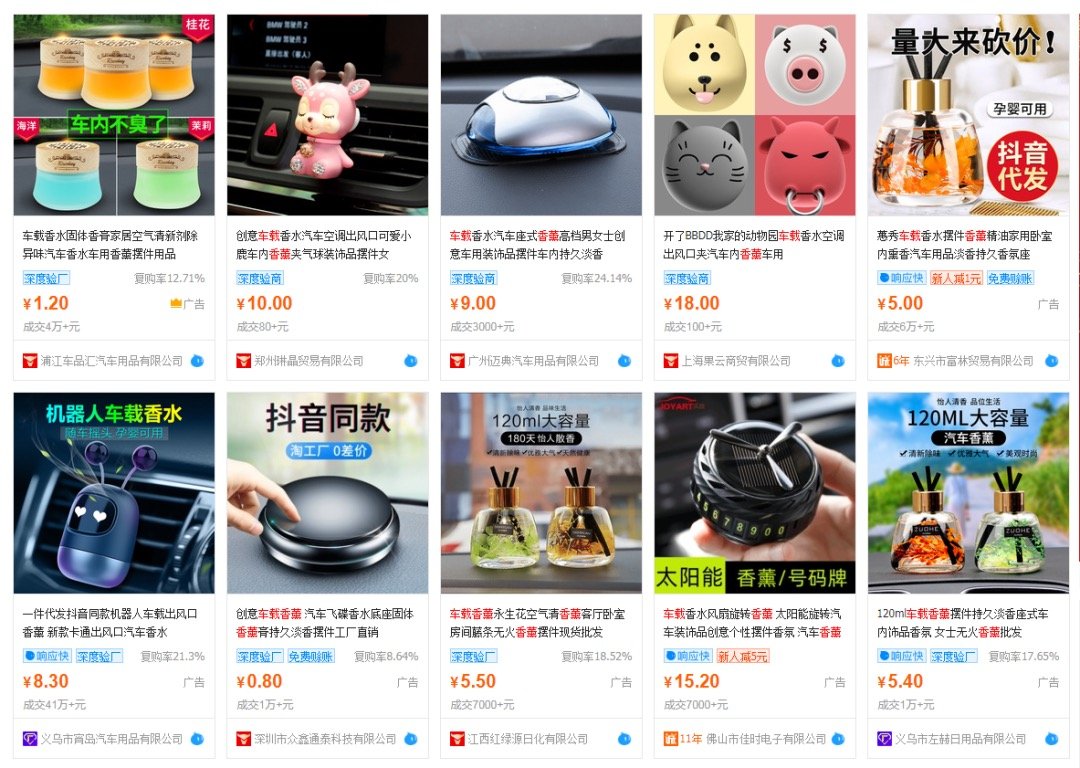 桂花
海洋
车内不臭了
茉莉
车载香水固体香膏家居空气清新剂除
异味汽车香水车用香薰摆件用品
深度验厂
复购率12.71%
¥1.20
广告
成交4万+元
浦江车品汇汽车用品有限公司
BMW 驾驶员 2
BMW 驾驶员 3
创意车载香水汽车空调出风口可爱小
鹿车内香薰夹气球装饰品摆件女
深度验商
复购率20%
¥10.00
成交80+元
郑州琳晶贸易有限公司
车载香水汽车座式香薰高档男女士创
意车用装饰品摆件车内持久淡香
深度验商
复购率24.14%
¥9.00
成交3000+元
广州迈典汽车用品有限公司
$ $
开了BBDD我家的动物园车载香水空调
出风口夹汽车内香薰车用
深度验商
¥18.00
成交100+元
上海果云商贸有限公司
量大来砍价！
孕婴可用
抖音
代发
蕙秀车载香水摆件香薰精油家用卧室
内熏香汽车用品淡香持久香氛座
响应快 新人减1元 免费赊账
¥5.00
广告
成交6万+元
6年 东兴市富林贸易有限公司
机器人车载香水
随车摇头 孕婴可用
一件代发抖音同款机器人车载出风口
香薰 新款卡通出风口汽车香水
响应快 深度验厂
复购率21.3%
¥8.30
广告
成交41万+元
义乌市宵岛汽车用品有限公司
抖音同款
淘工厂 0差价
创意车载香薰 汽车飞碟香水底座固体
香薰膏持久淡香摆件工厂直销
深度验厂 免费赊账
复购率8.64%
¥0.80
广告
成交1万+元
深圳市众鑫通泰科技有限公司
怡人清香 品味生活
120ml大容量
180天 怡人散香
✓清新除味 ✓优雅大气 ✓天然健康
车载香薰永生花空气清香薰客厅卧室
房间藤条无火香薰摆件现货批发
深度验厂
复购率18.52%
¥5.50
广告
成交7000+元
江西红绿源日化有限公司
JOYART
5678900
太阳能
香薰/号码牌
车载香水风扇旋转香薰 太阳能旋转汽
车装饰品创意个性摆件香氛 汽车香薰
响应快 新人减5元
¥15.20
广告
成交7000+元
11年 佛山市佳时电子有限公司
怡人清香 品位生活
120ML大容量
汽车香薰
✓清新除味 ✓优雅大气 ✓美观时尚
ZUOHE
ZUOHE
120ml车载香薰摆件持久淡香座式车
内饰品香氛 女士无火香薰批发
响应快 深度验厂
复购率17.65%
¥5.40
广告
成交1万+元
义乌市左赫日用品有限公司